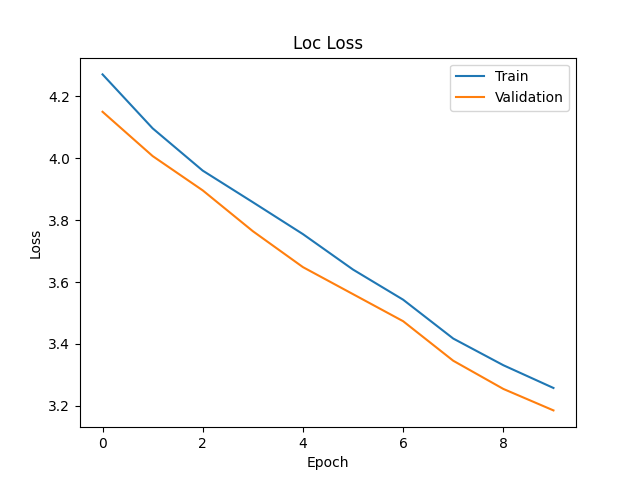 Loc Loss
Train
Validation
4.2
4.0
3.8
3.6
3.4
3.2
Loss
0 2 4 6 8
Epoch